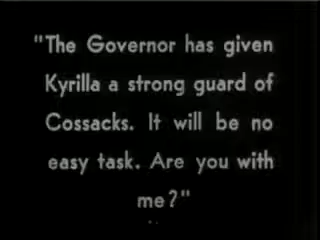 "The Governor has given
Kyrilla a strong guard of
Cossacks. It will be no
easy task. Are you with
me?"